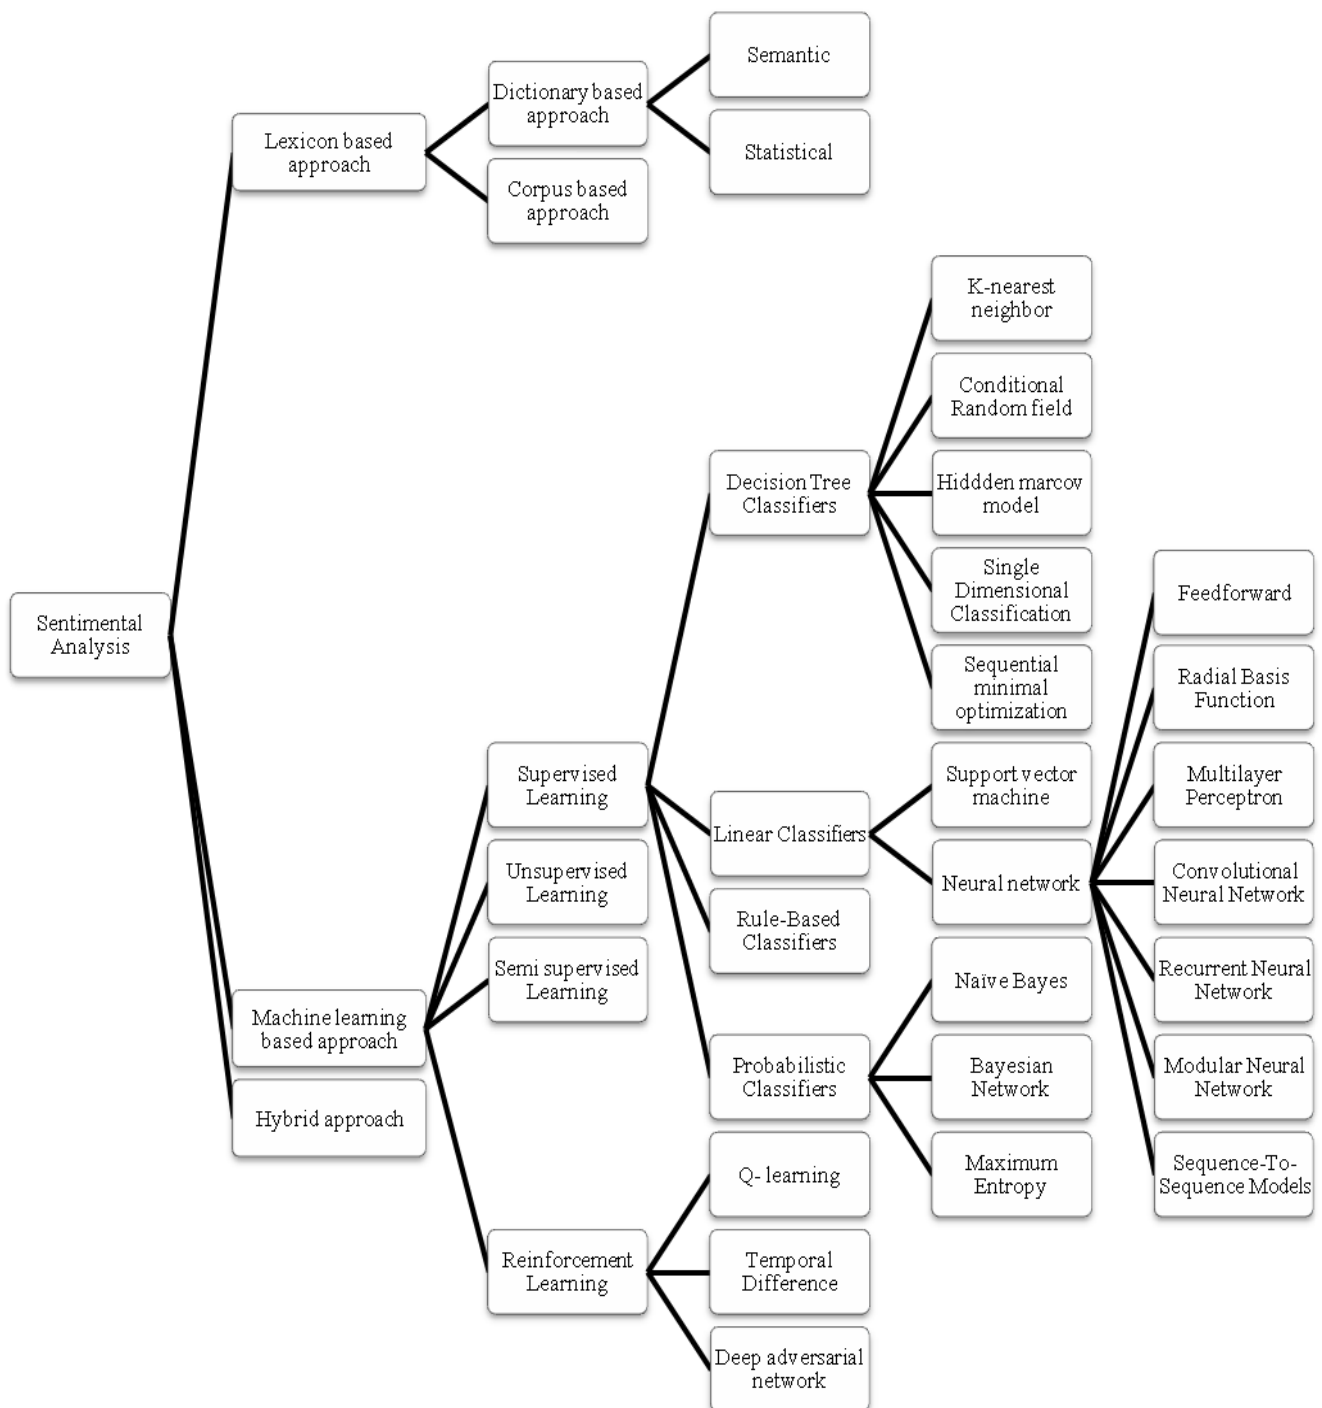 Semantic
Dictionary based
approach
Statistical
Lexicon based
approach
Corpus based
approach
K-nearest
neighbor
Conditional
Random field
Decision Tree
Classifiers
Hiddden marcov
model
Single
Dimensional
Classification
Sequential
minimal
optimization
Sentimental
Analysis
Feedforward
Radial Basis
Function
Supervised
Learning
Support vector
machine
Multilayer
Perceptron
Linear Classifiers
Unsupervised
Learning
Neural network
Convolutional
Neural Network
Rule-Based
Classifiers
Semi supervised
Learning
Naïve Bayes
Recurrent Neural
Network
Machine learning
based approach
Probabilistic
Classifiers
Bayesian
Network
Modular Neural
Network
Hybrid approach
Q- learning
Maximum
Entropy
Sequence-To-
Sequence Models
Reinforcement
Learning
Temporal
Difference
Deep adversarial
network